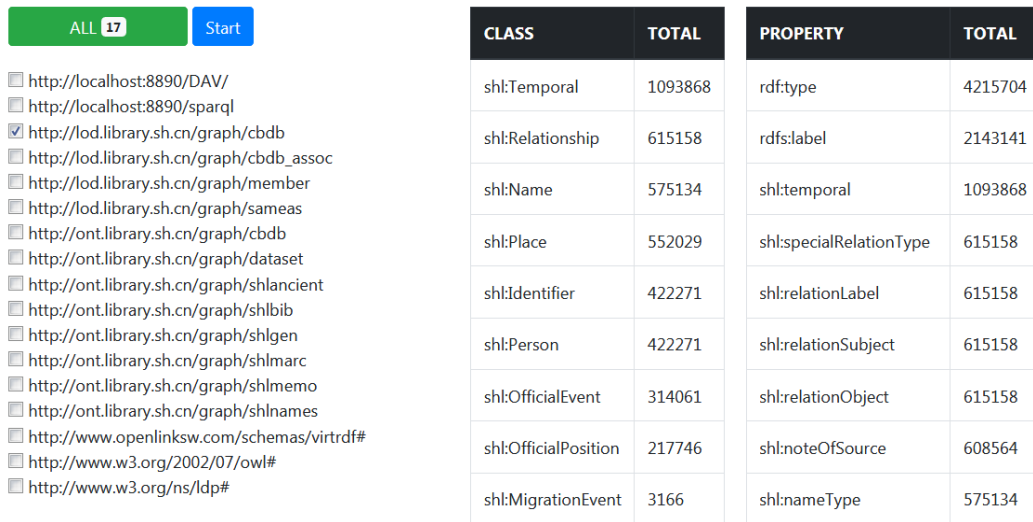 ALL 17 Start
http://localhost:8890/DAV/
http://localhost:8890/sparql
http://lod.library.sh.cn/graph/cbdb
http://lod.library.sh.cn/graph/cbdb_assoc
http://lod.library.sh.cn/graph/member
http://lod.library.sh.cn/graph/sameas
http://ont.library.sh.cn/graph/cbdb
http://ont.library.sh.cn/graph/dataset
http://ont.library.sh.cn/graph/shlancient
http://ont.library.sh.cn/graph/shlbib
http://ont.library.sh.cn/graph/shlgen
http://ont.library.sh.cn/graph/shlmarc
http://ont.library.sh.cn/graph/shlmemo
http://ont.library.sh.cn/graph/shlnames
http://www.openlinksw.com/schemas/virtrdf#
http://www.w3.org/2002/07/owl#
http://www.w3.org/ns/ldp#
CLASS TOTAL
shl:Temporal 1093868
shl:Relationship 615158
shl:Name 575134
shl:Place 552029
shl:Identifier 422271
shl:Person 422271
shl:OfficialEvent 314061
shl:OfficialPosition 217746
shl:MigrationEvent 3166
PROPERTY TOTAL
rdf:type 4215704
rdfs:label 2143141
shl:temporal 1093868
shl:specialRelationType 615158
shl:relationLabel 615158
shl:relationSubject 615158
shl:relationObject 615158
shl:noteOfSource 608564
shl:nameType 575134